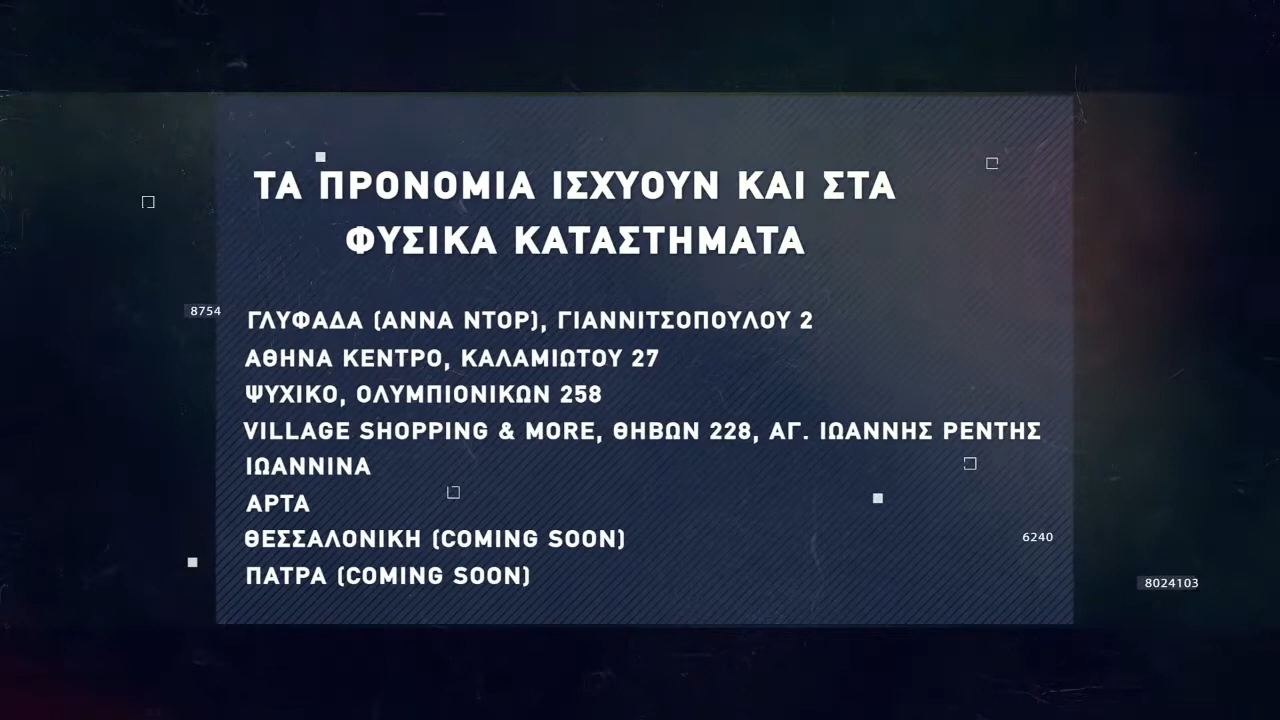 ΤΑ ΠΡΟΝΟΜΙΑ ΙΣΧΥΟΥΝ ΚΑΙ ΣΤΑ
ΦΥΣΙΚΑ ΚΑΤΑΣΤΗΜΑΤΑ
8754
ΓΛΥΦΑΔΑ (ΑΝΝΑ ΝΤΟΡ), ΓΙΑΝΝΙΤΣΟΠΟΥΛΟΥ 2
ΑΘΗΝΑ ΚΕΝΤΡΟ, ΚΑΛΑΜΙΩΤΟΥ 27
ΨΥΧΙΚΟ, ΟΛΥΜΠΙΟΝΙΚΩΝ 258
VILLAGE SHOPPING & MORE, ΘΗΒΩΝ 228, ΑΓ. ΙΩΑΝΝΗΣ ΡΕΝΤΗΣ
ΙΩΑΝΝΙΝΑ
ΑΡΤΑ
ΘΕΣΣΑΛΟΝΙΚΗ (COMING SOON)
6240
ΠΑΤΡΑ (COMING SOON)
8024103